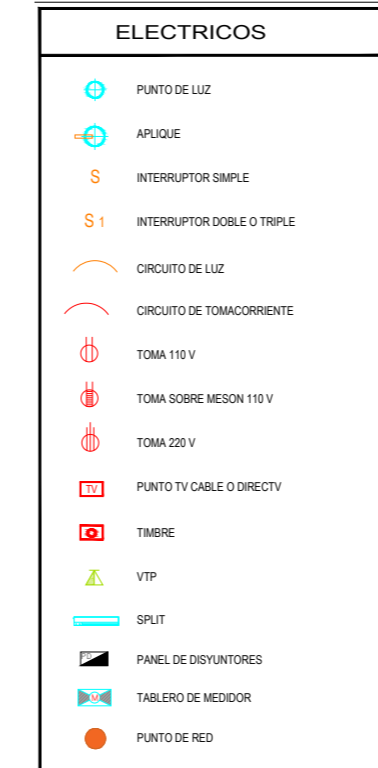 ELECTRICOS
PUNTO DE LUZ
APLIQUE
S INTERRUPTOR SIMPLE
S 1 INTERRUPTOR DOBLE O TRIPLE
CIRCUITO DE LUZ
CIRCUITO DE TOMACORRIENTE
TOMA 110 V
TOMA SOBRE MESON 110 V
TOMA 220 V
TV PUNTO TV CABLE O DIRECTV
TIMBRE
VTP
SPLIT
PD PANEL DE DISYUNTORES
M TABLERO DE MEDIDOR
PUNTO DE RED